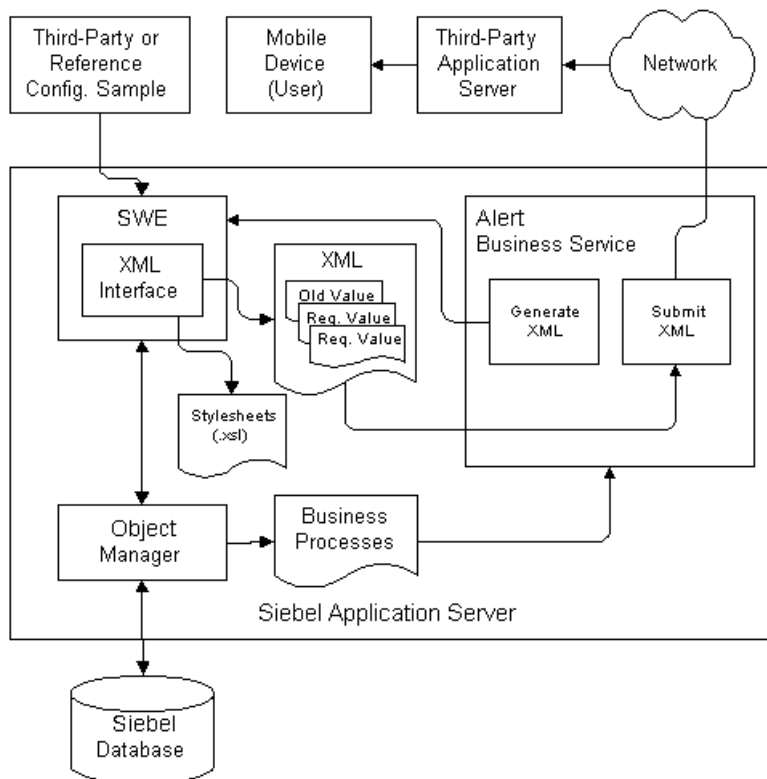 Third-Party or
Reference
Config. Sample
Mobile
Device
(User)
Third-Party
Application
Server
Network
SWE
XML
Interface
XML
Old Value
Req. Value
Req. Value
Alert
Business Service
Generate
XML
Submit
XML
Stylesheets
(.xsl)
Object
Manager
Business
Processes
Siebel Application Server
Siebel
Database